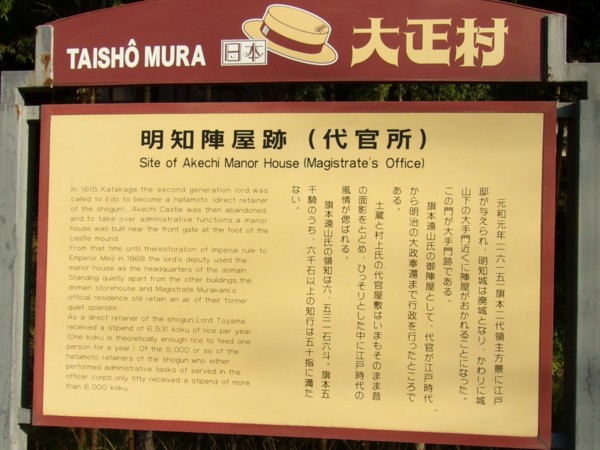 TAISHÔ MURA 日本 大正村
明知陣屋跡（代官所）
Site of Akechi Manor House (Magistrate's Office)
In 1615, Katakage, the second generation lord, was
called to Edo to become a hatamoto (direct retainer
of the shogun). Akechi Castle was then abandoned
and, to take over administrative functions, a manor
house was built near the front gate at the foot of the
castle mound.
From that time until therestoration of imperial rule to
Emperor Meiji in 1868 the lord's deputy used the
manor house as the headquarters of the domain.
Standing quietly apart from the other buildings, the
domain storehouse and Magistrate Murakami's
official residence still retain an air of their former
quiet splendor.
As a direct retainer of the shogun, Lord Toyama
received a stipend of 6,531 koku of rice per year
(One koku is theoretically enough rice to feed one
person for a year.) Of the 5,000 or so of the
hatamoto retainers of the shogun who either
performed administrative tasks of served in the
officer corps, only fifty received a stipend of more
than 6,000 koku.
元和元年（一六一五）旗本二代領主方景に江戸
邸が与えられ、明知城は廃城となり、かわりに城
山下の大手門近くに陣屋がおかれることになった。
この門が大手門跡である。
旗本遠山氏の御陣屋として、代官が江戸時代
から明治の大政奉還まで行政を行ったところで
ある。
土蔵と村上氏の代官屋敷はいまもそのまま昔
の面影をとどめ、ひっそりとした中に江戸時代の
風情が偲ばれる。
旗本遠山氏の領知は六、五三一石六斗、旗本五
千騎のうち、六千石以上の知行は五十指に満た
ない。